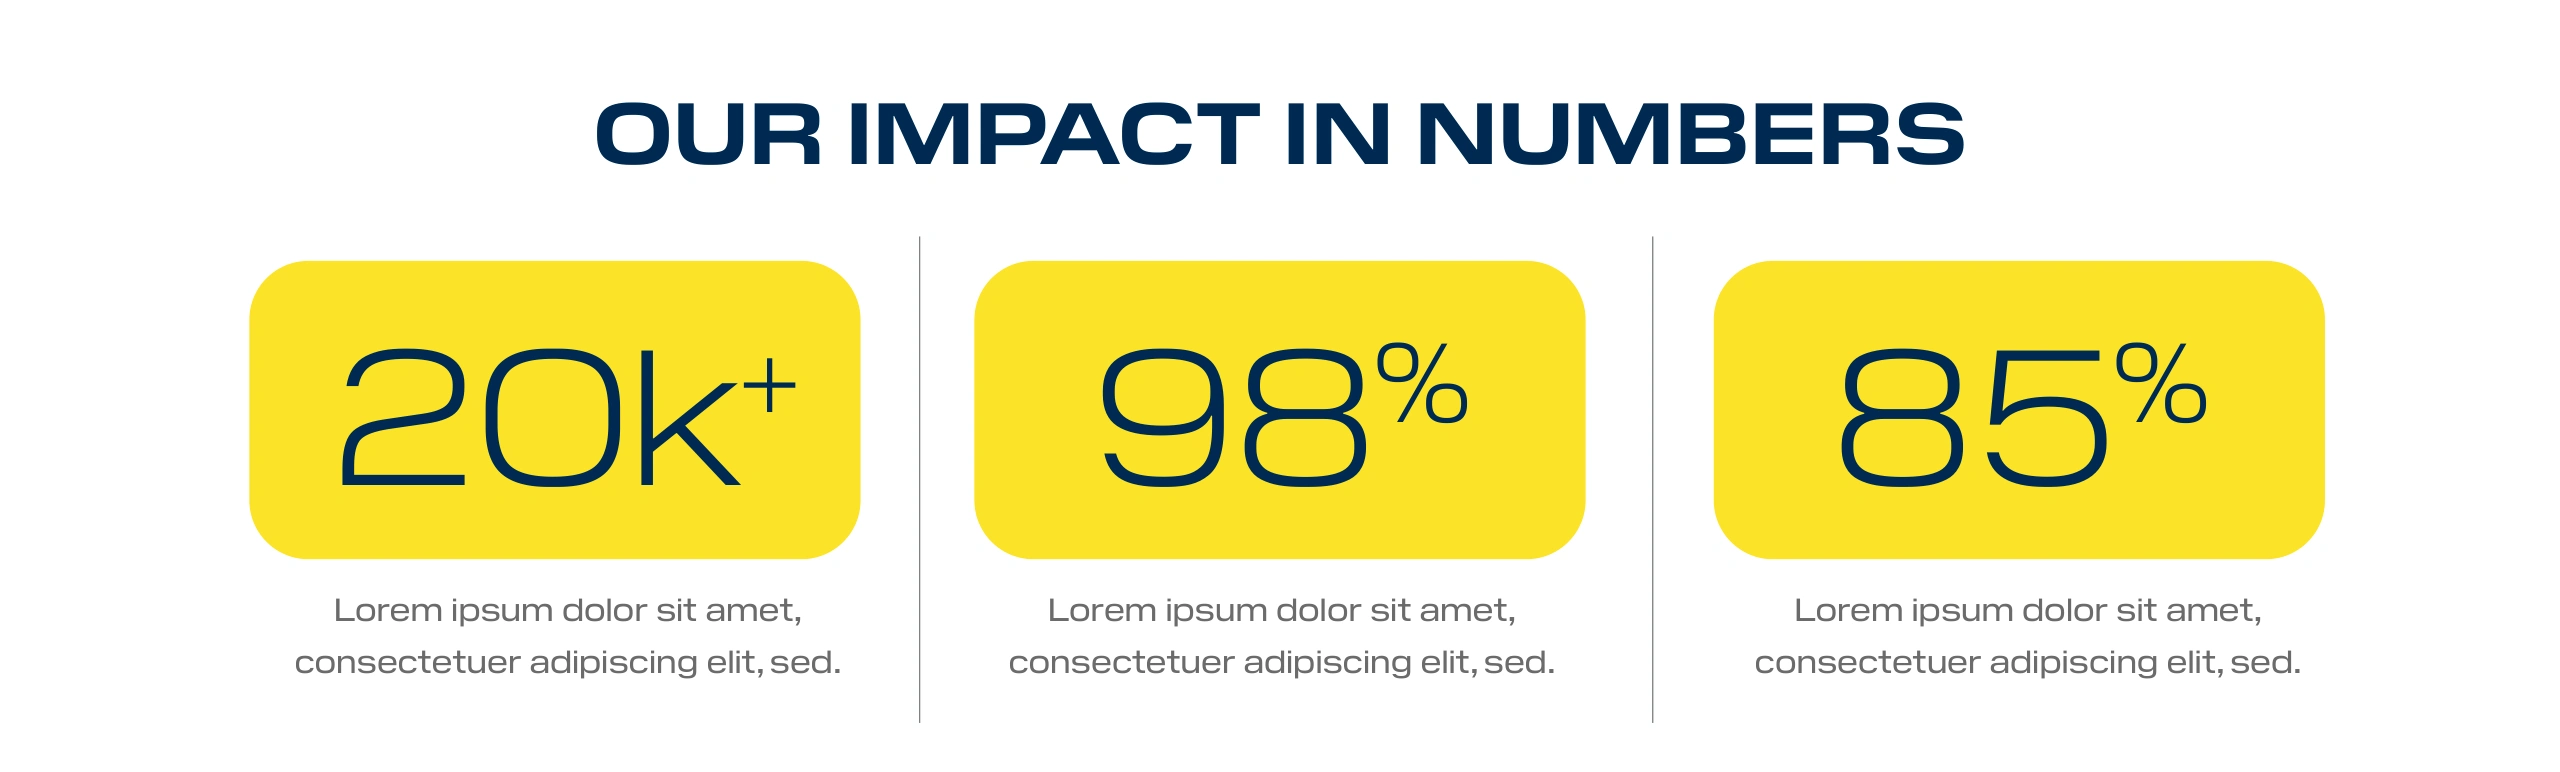 OUR IMPACT IN NUMBERS
20k+
Lorem ipsum dolor sit amet,
consectetuer adipiscing elit, sed.
98%
Lorem ipsum dolor sit amet,
consectetuer adipiscing elit, sed.
85%
Lorem ipsum dolor sit amet,
consectetuer adipiscing elit, sed.